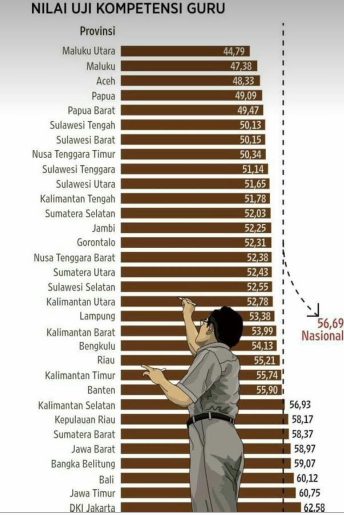 NILAI UJI KOMPETENSI GURU
Provinsi
Maluku Utara 44,79
Maluku 47,38
Aceh 48,33
Papua 49,09
Papua Barat 49,47
Sulawesi Tengah 50,13
Sulawesi Barat 50,15
Nusa Tenggara Timur 50,34
Sulawesi Tenggara 51,14
Sulawesi Utara 51,65
Kalimantan Tengah 51,78
Sumatera Selatan 52,03
Jambi 52,25
Gorontalo 52,31
Nusa Tenggara Barat 52,38
Sumatera Utara 52,43
Sulawesi Selatan 52,55
Kalimantan Utara 52,78
Lampung 53,38
Kalimantan Barat 53,99
Bengkulu 54,13
Riau 55,21
Kalimantan Timur 55,74
Banten 55,90
Kalimantan Selatan 56,93
Kepulauan Riau 58,17
Sumatera Barat 58,37
Jawa Barat 58,97
Bangka Belitung 59,07
Bali 60,12
Jawa Timur 60,75
DKI Jakarta 62,58
56,69
Nasional